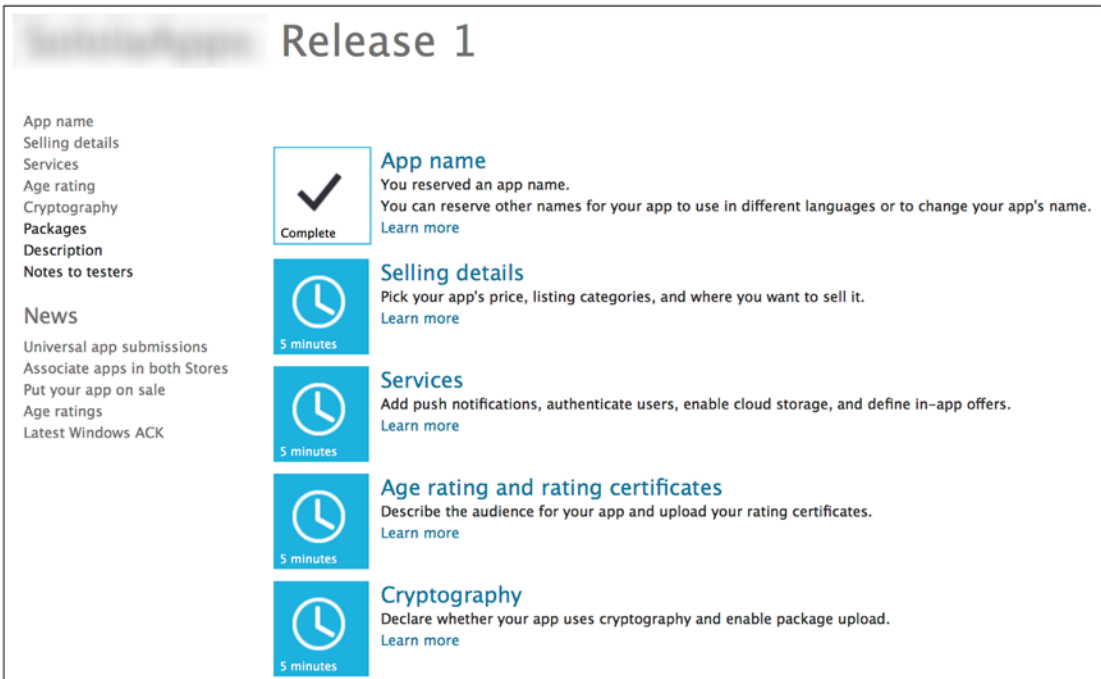 Release 1
App name
Selling details
Services
Age rating
Cryptography
Packages
Description
Notes to testers
News
Universal app submissions
Associate apps in both Stores
Put your app on sale
Age ratings
Latest Windows ACK
Complete
App name
You reserved an app name.
You can reserve other names for your app to use in different languages or to change your app's name.
Learn more
5 minutes
Selling details
Pick your app's price, listing categories, and where you want to sell it.
Learn more
5 minutes
Services
Add push notifications, authenticate users, enable cloud storage, and define in-app offers.
Learn more
5 minutes
Age rating and rating certificates
Describe the audience for your app and upload your rating certificates.
Learn more
5 minutes
Cryptography
Declare whether your app uses cryptography and enable package upload.
Learn more